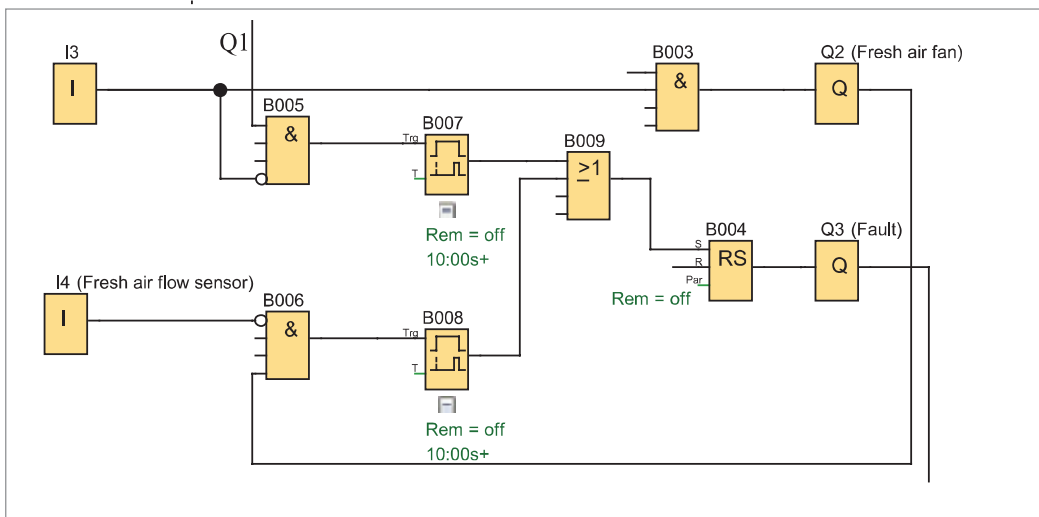 Q1
I3
I
B005
&
B003
&
Q2 (Fresh air fan)
Q
B007
Trg
T
Rem = off
10:00s+
B009
≥1
B004
S
R
Par
RS
Rem = off
Q3 (Fault)
Q
I4 (Fresh air flow sensor)
I
B006
&
B008
Trg
T
Rem = off
10:00s+